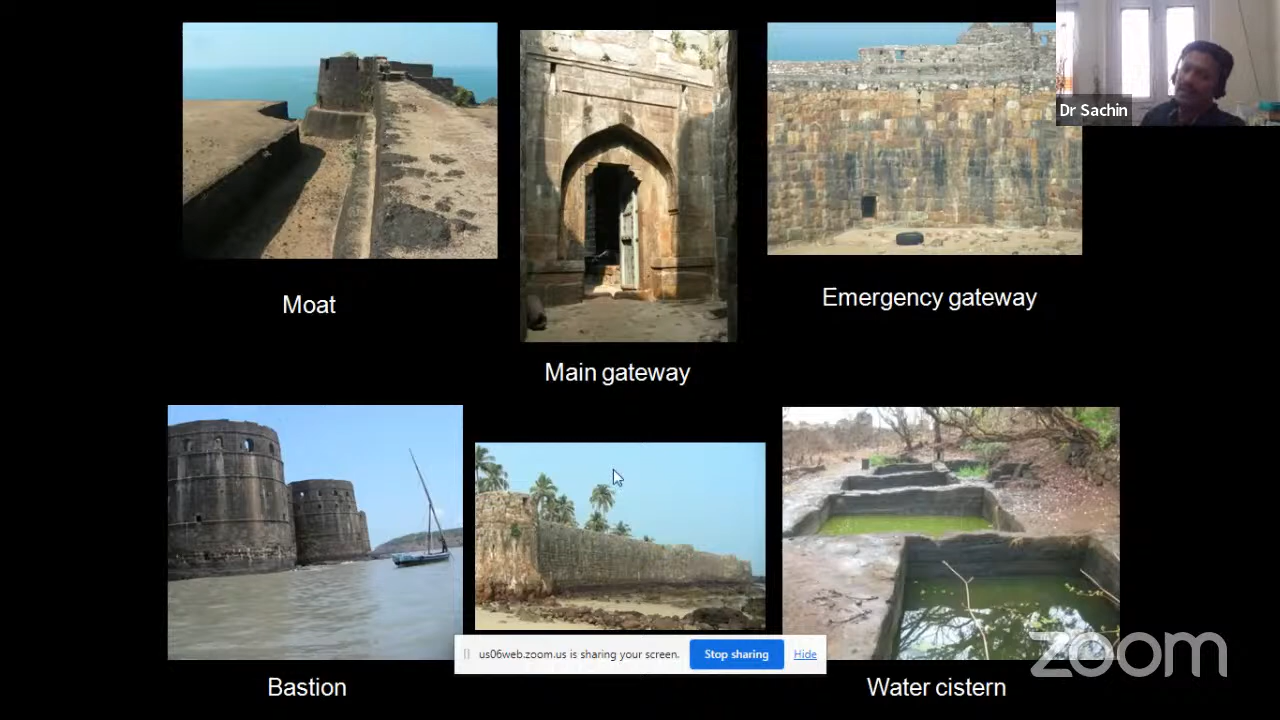 Dr Sachin
Moat
Emergency gateway
Main gateway
us06web.zoom.us is sharing your screen.
Stop sharing
Hide
Bastion
Water cistern
zoom